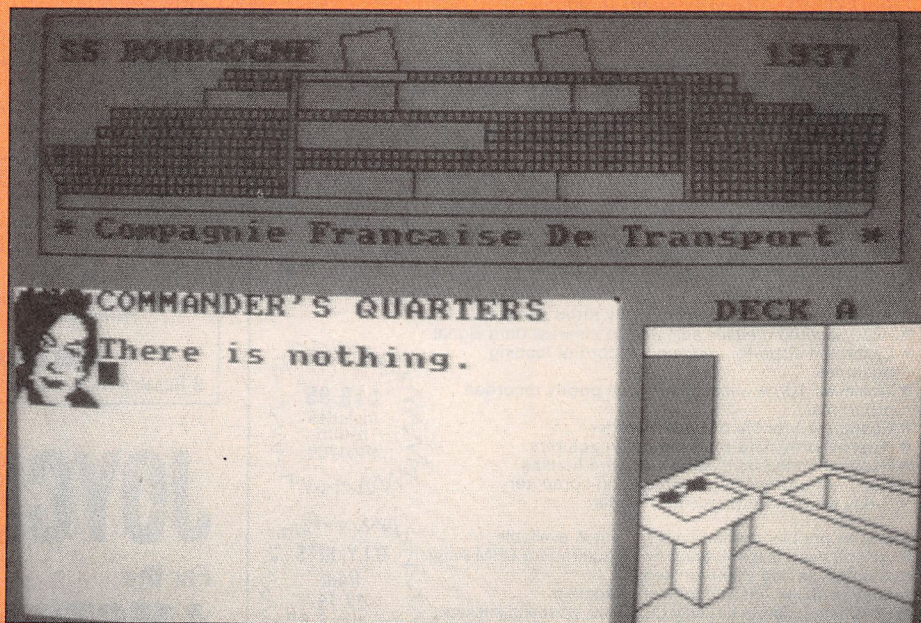 SS BOURGOGNE
1937
* Compagnie Francaise De Transport *
COMMANDER'S QUARTERS
There is nothing.
DECK A